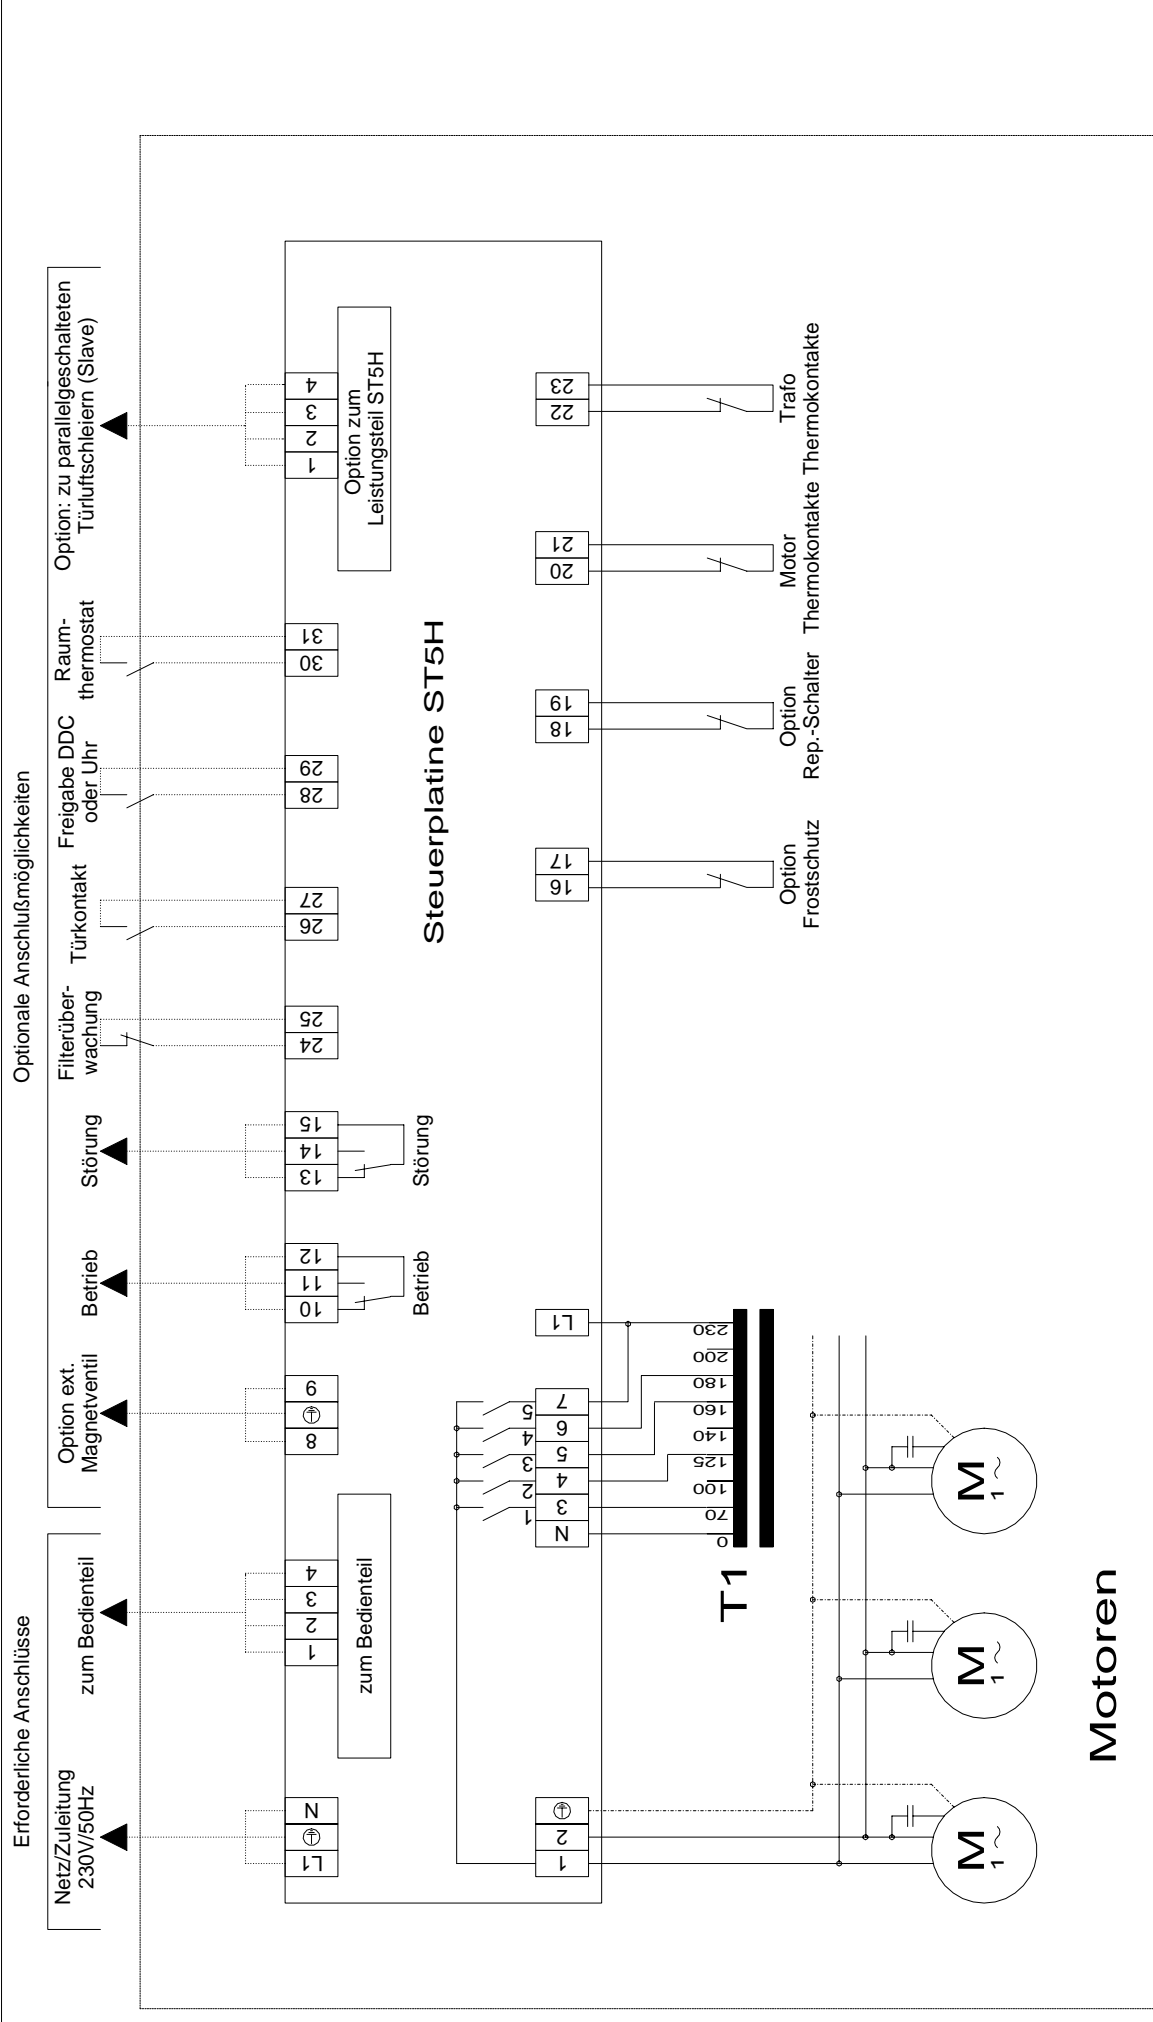 Erforderliche Anschlüsse
Optionale Anschlußmöglichkeiten
Netz/Zuleitung
230V/50Hz
zum Bedienteil
Option ext.
Magnetventil
Betrieb
Störung
Filterüber-
wachung
Türkontakt
Freigabe DDC
oder Uhr
Raum-
thermostat
Option: zu parallelgeschalteten
Türluftschleiern (Slave)
L1
N
1
2
3
4
8
9
10
11
12
13
14
15
24
25
26
27
28
29
30
31
1
2
3
4
zum Bedienteil
Betrieb
Störung
Option zum
Leistungsteil ST5H
Steuerplatine ST5H
1
2
3
4
5
1
2
N
3
4
5
6
7
L1
16
17
18
19
20
21
22
23
0
70
100
125
140
160
180
200
230
T1
Option
Frostschutz
Option
Rep.-Schalter
Motor
Thermokontakte
Trafo
Thermokontakte
M
1~
M
1~
M
1~
Motoren